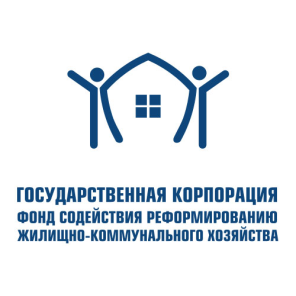 ГОСУДАРСТВЕННАЯ КОРПОРАЦИЯ
ФОНД СОДЕЙСТВИЯ РЕФОРМИРОВАНИЮ
ЖИЛИЩНО-КОММУНАЛЬНОГО ХОЗЯЙСТВА